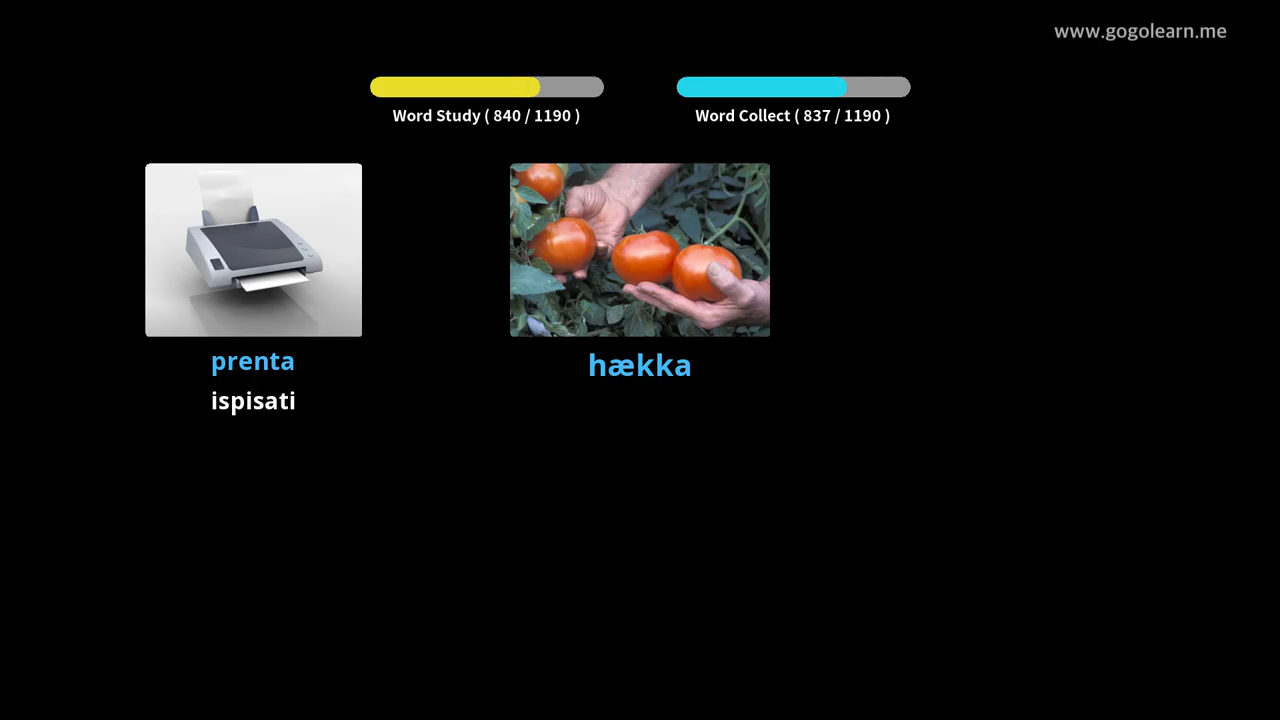 www.gogolearn.me
Word Study ( 840 / 1190 )
Word Collect ( 837 / 1190 )
prenta
ispisati
hækka